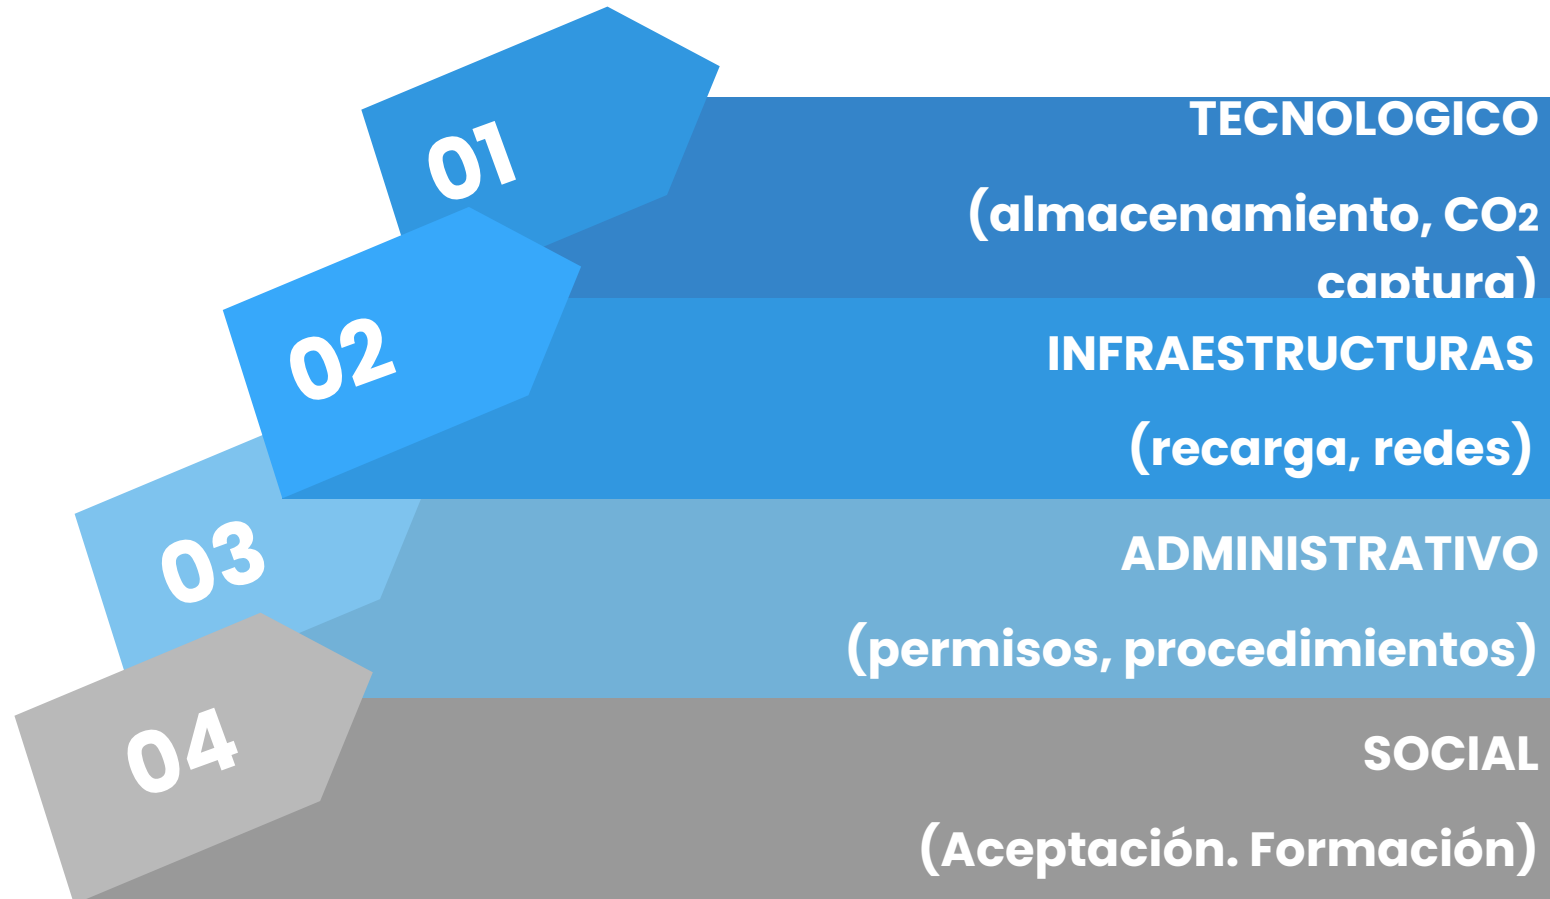 01
TECNOLOGICO
(almacenamiento, CO2
captura)
02
INFRAESTRUCTURAS
(recarga, redes)
03
ADMINISTRATIVO
(permisos, procedimientos)
04
SOCIAL
(Aceptación. Formación)